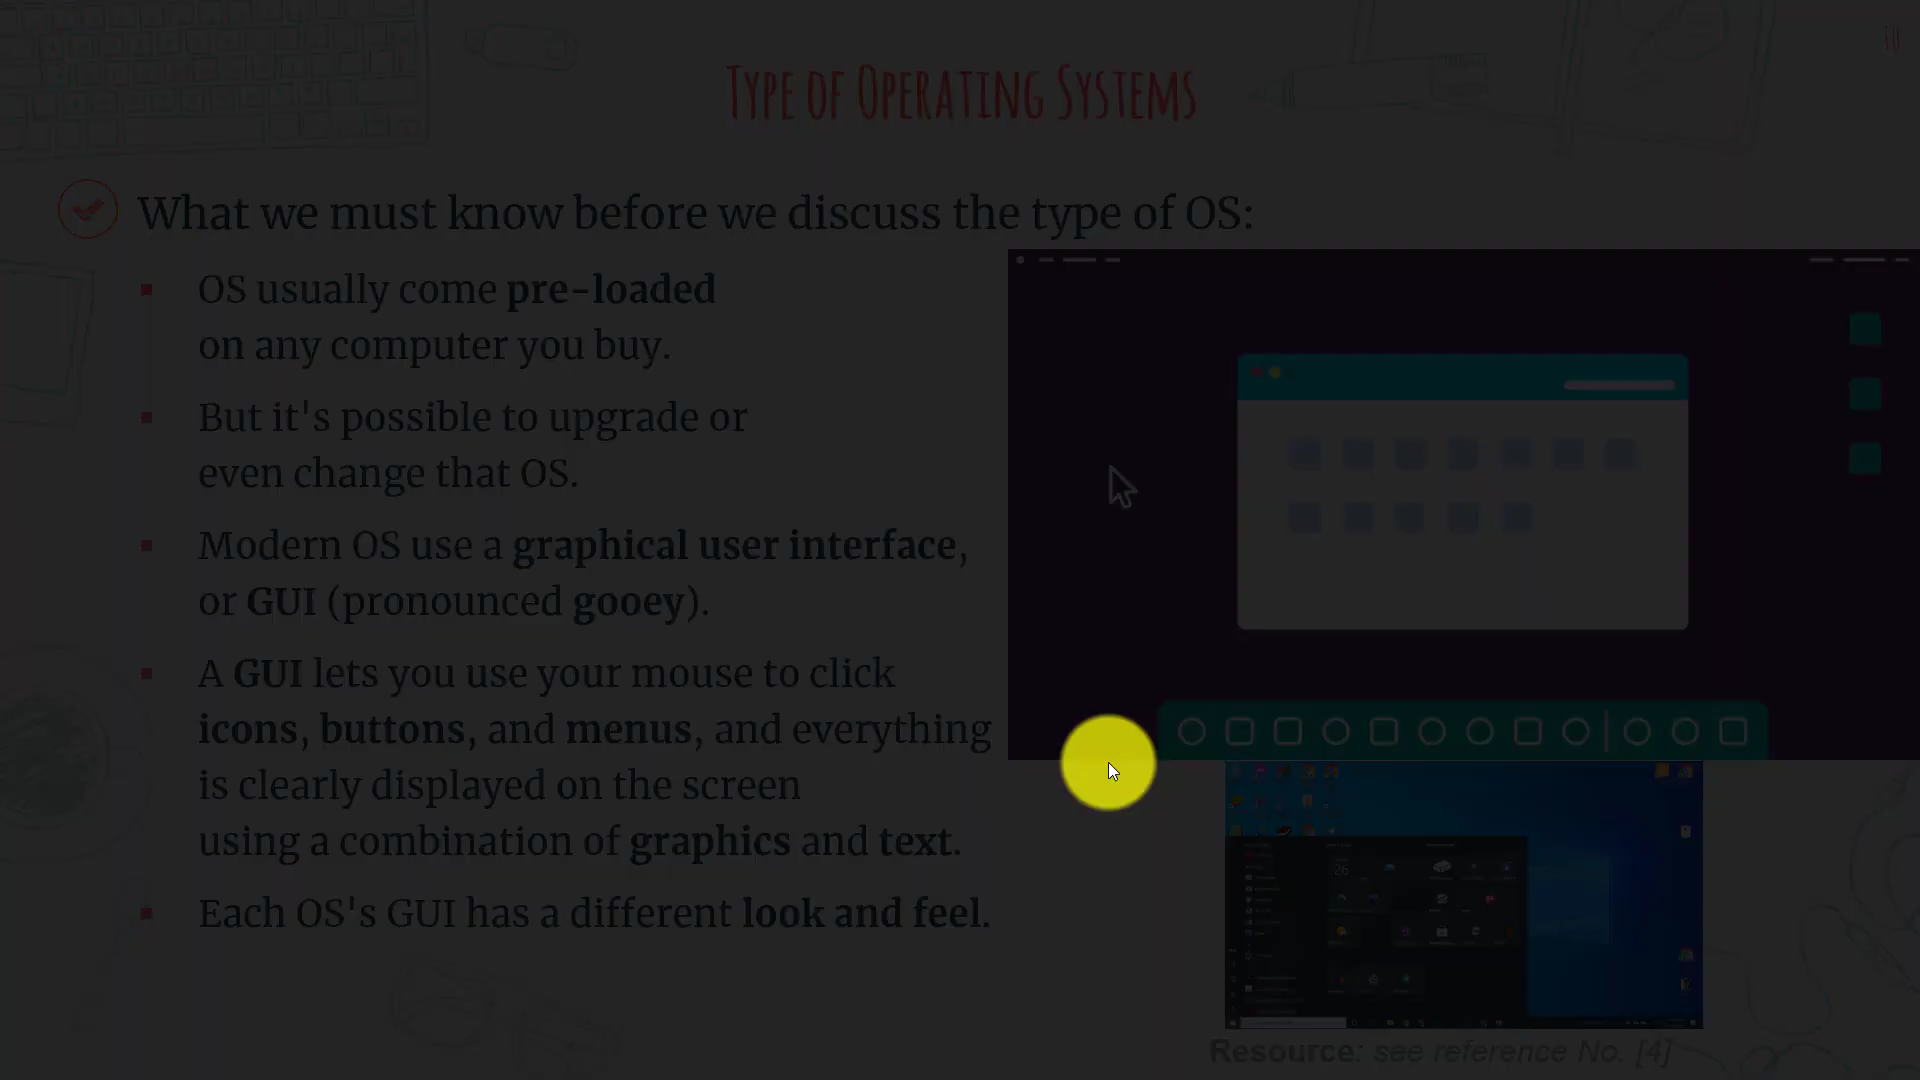 Type of Operating Systems
What we must know before we discuss the type of OS:
OS usually come pre-loaded
on any computer you buy.
But it's possible to upgrade or
even change that OS.
Modern OS use a graphical user interface,
or GUI (pronounced gooey).
A GUI lets you use your mouse to click
icons, buttons, and menus, and everything
is clearly displayed on the screen
using a combination of graphics and text.
Each OS's GUI has a different look and feel.
26
Resource: see reference No. [4]